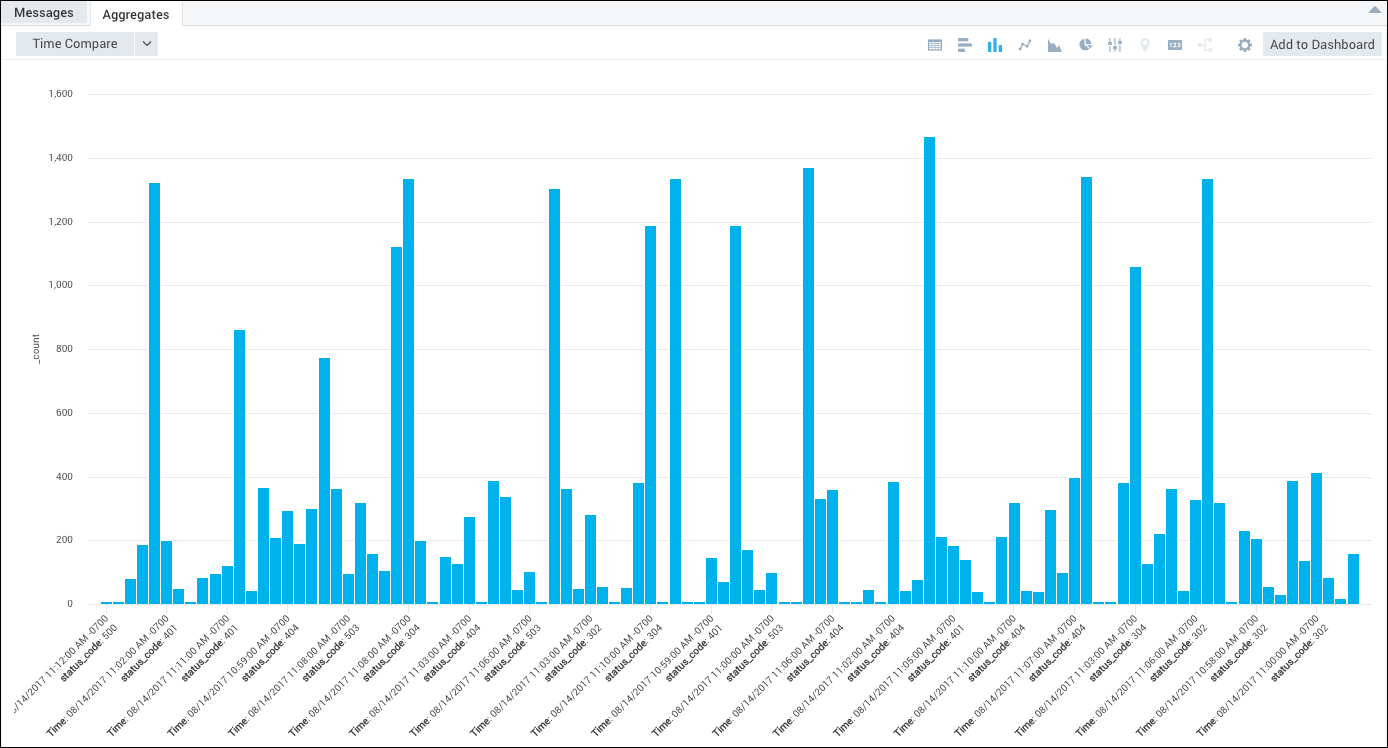 Messages
Aggregates
Time Compare
123
Add to Dashboard
1,600
1,400
1,200
1,000
800
600
400
200
0
_count
08/14/2017 11:12:00 AM -0700
status_code: 500
Time: 08/14/2017 11:02:00 AM -0700
status_code: 401
Time: 08/14/2017 11:11:00 AM -0700
status_code: 401
Time: 08/14/2017 10:59:00 AM -0700
status_code: 404
Time: 08/14/2017 11:08:00 AM -0700
status_code: 503
Time: 08/14/2017 11:08:00 AM -0700
status_code: 304
Time: 08/14/2017 11:03:00 AM -0700
status_code: 404
Time: 08/14/2017 11:06:00 AM -0700
status_code: 503
Time: 08/14/2017 11:03:00 AM -0700
status_code: 302
Time: 08/14/2017 11:10:00 AM -0700
status_code: 304
Time: 08/14/2017 10:59:00 AM -0700
status_code: 401
Time: 08/14/2017 11:00:00 AM -0700
status_code: 503
Time: 08/14/2017 11:06:00 AM -0700
status_code: 404
Time: 08/14/2017 11:02:00 AM -0700
status_code: 404
Time: 08/14/2017 11:05:00 AM -0700
status_code: 401
Time: 08/14/2017 11:10:00 AM -0700
status_code: 404
Time: 08/14/2017 11:07:00 AM -0700
status_code: 404
Time: 08/14/2017 11:03:00 AM -0700
status_code: 304
Time: 08/14/2017 11:06:00 AM -0700
status_code: 302
Time: 08/14/2017 10:58:00 AM -0700
status_code: 302
Time: 08/14/2017 11:00:00 AM -0700
status_code: 302